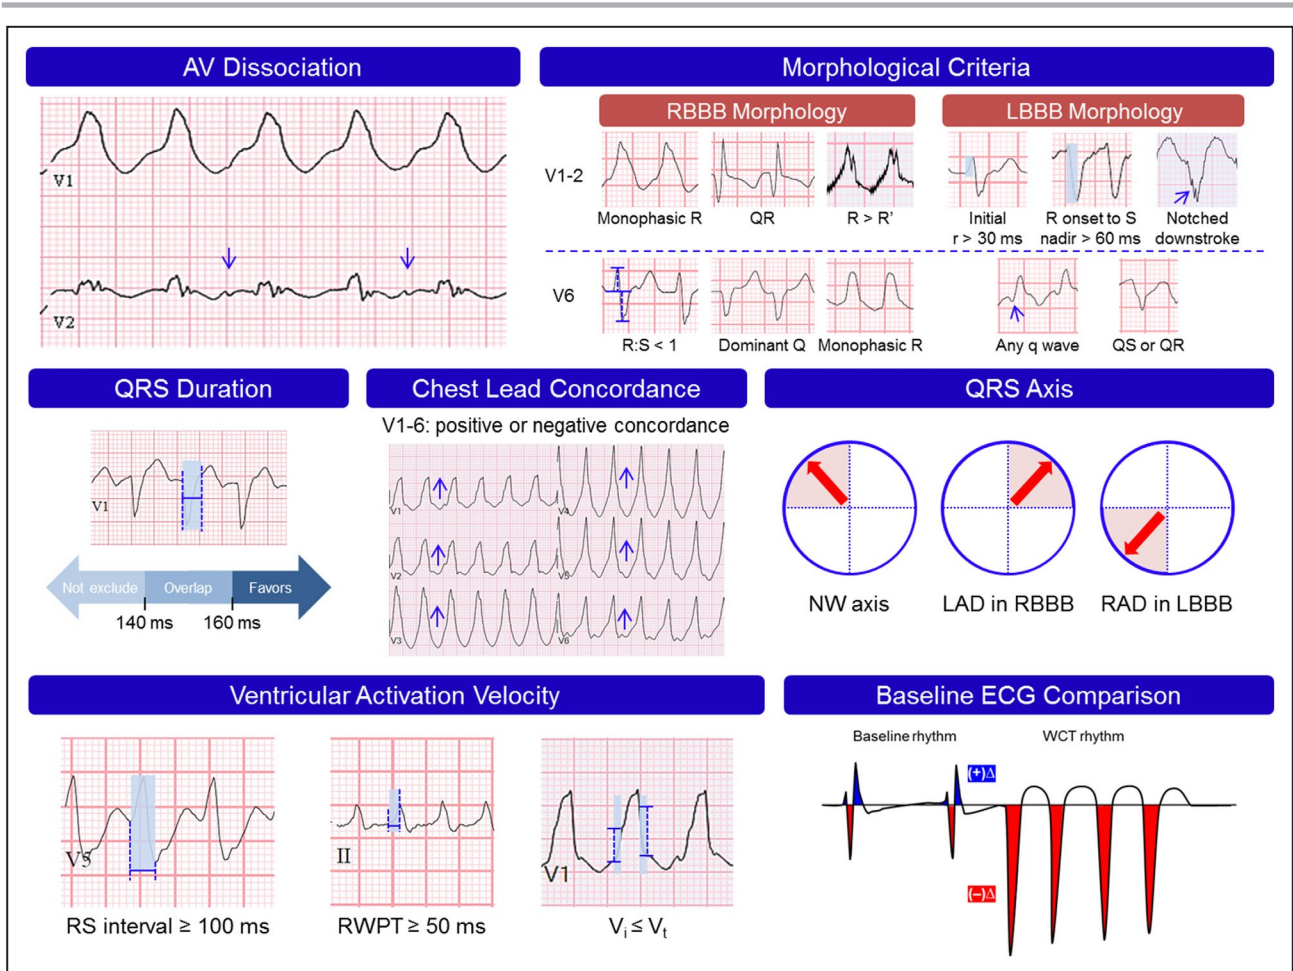 AV Dissociation
V1
V2
Morphological Criteria
RBBB Morphology
LBBB Morphology
V1-2
Monophasic R
QR
R > R'
Initial
r > 30 ms
R onset to S
nadir > 60 ms
Notched
downstroke
V6
R:S < 1
Dominant Q
Monophasic R
Any q wave
QS or QR
QRS Duration
V1
Not exclude
Overlap
Favors
140 ms
160 ms
Chest Lead Concordance
V1-6: positive or negative concordance
V1
V4
V2
V5
V3
V6
QRS Axis
NW axis
LAD in RBBB
RAD in LBBB
Ventricular Activation Velocity
V5
RS interval ≥ 100 ms
II
RWPT ≥ 50 ms
V1
Vi ≤ Vt
Baseline ECG Comparison
Baseline rhythm
WCT rhythm
(+)Δ
(−)Δ